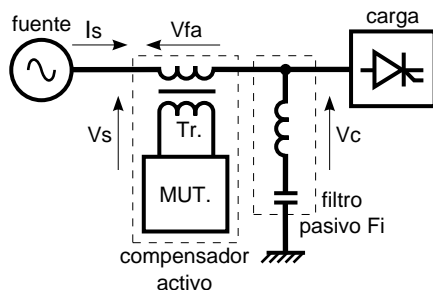 fuente
Is
Vfa
carga
Vs
Tr.
Vc
MUT.
filtro
pasivo Fi
compensador
activo